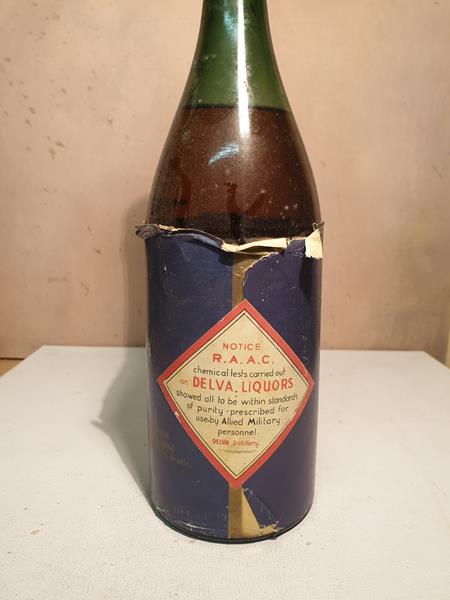 NOTICE
R.A.A.C.
chemical tests carried out
on DELVA. LIQUORS
showed all to be within standards
of purity-prescribed for
use-by Allied Military
personnel
DELVA Distillery